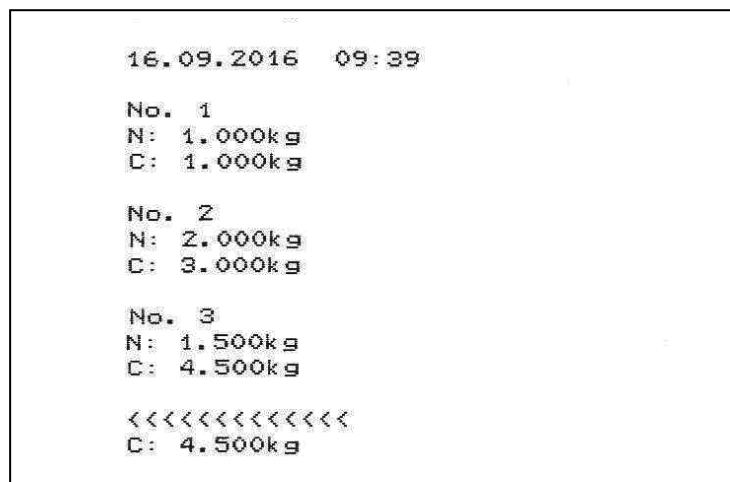 16.09.2016  09:39
No. 1
N: 1.000kg
C: 1.000kg
No. 2
N: 2.000kg
C: 3.000kg
No. 3
N: 1.500kg
C: 4.500kg
<<<<<<<<<<<<<
C: 4.500kg